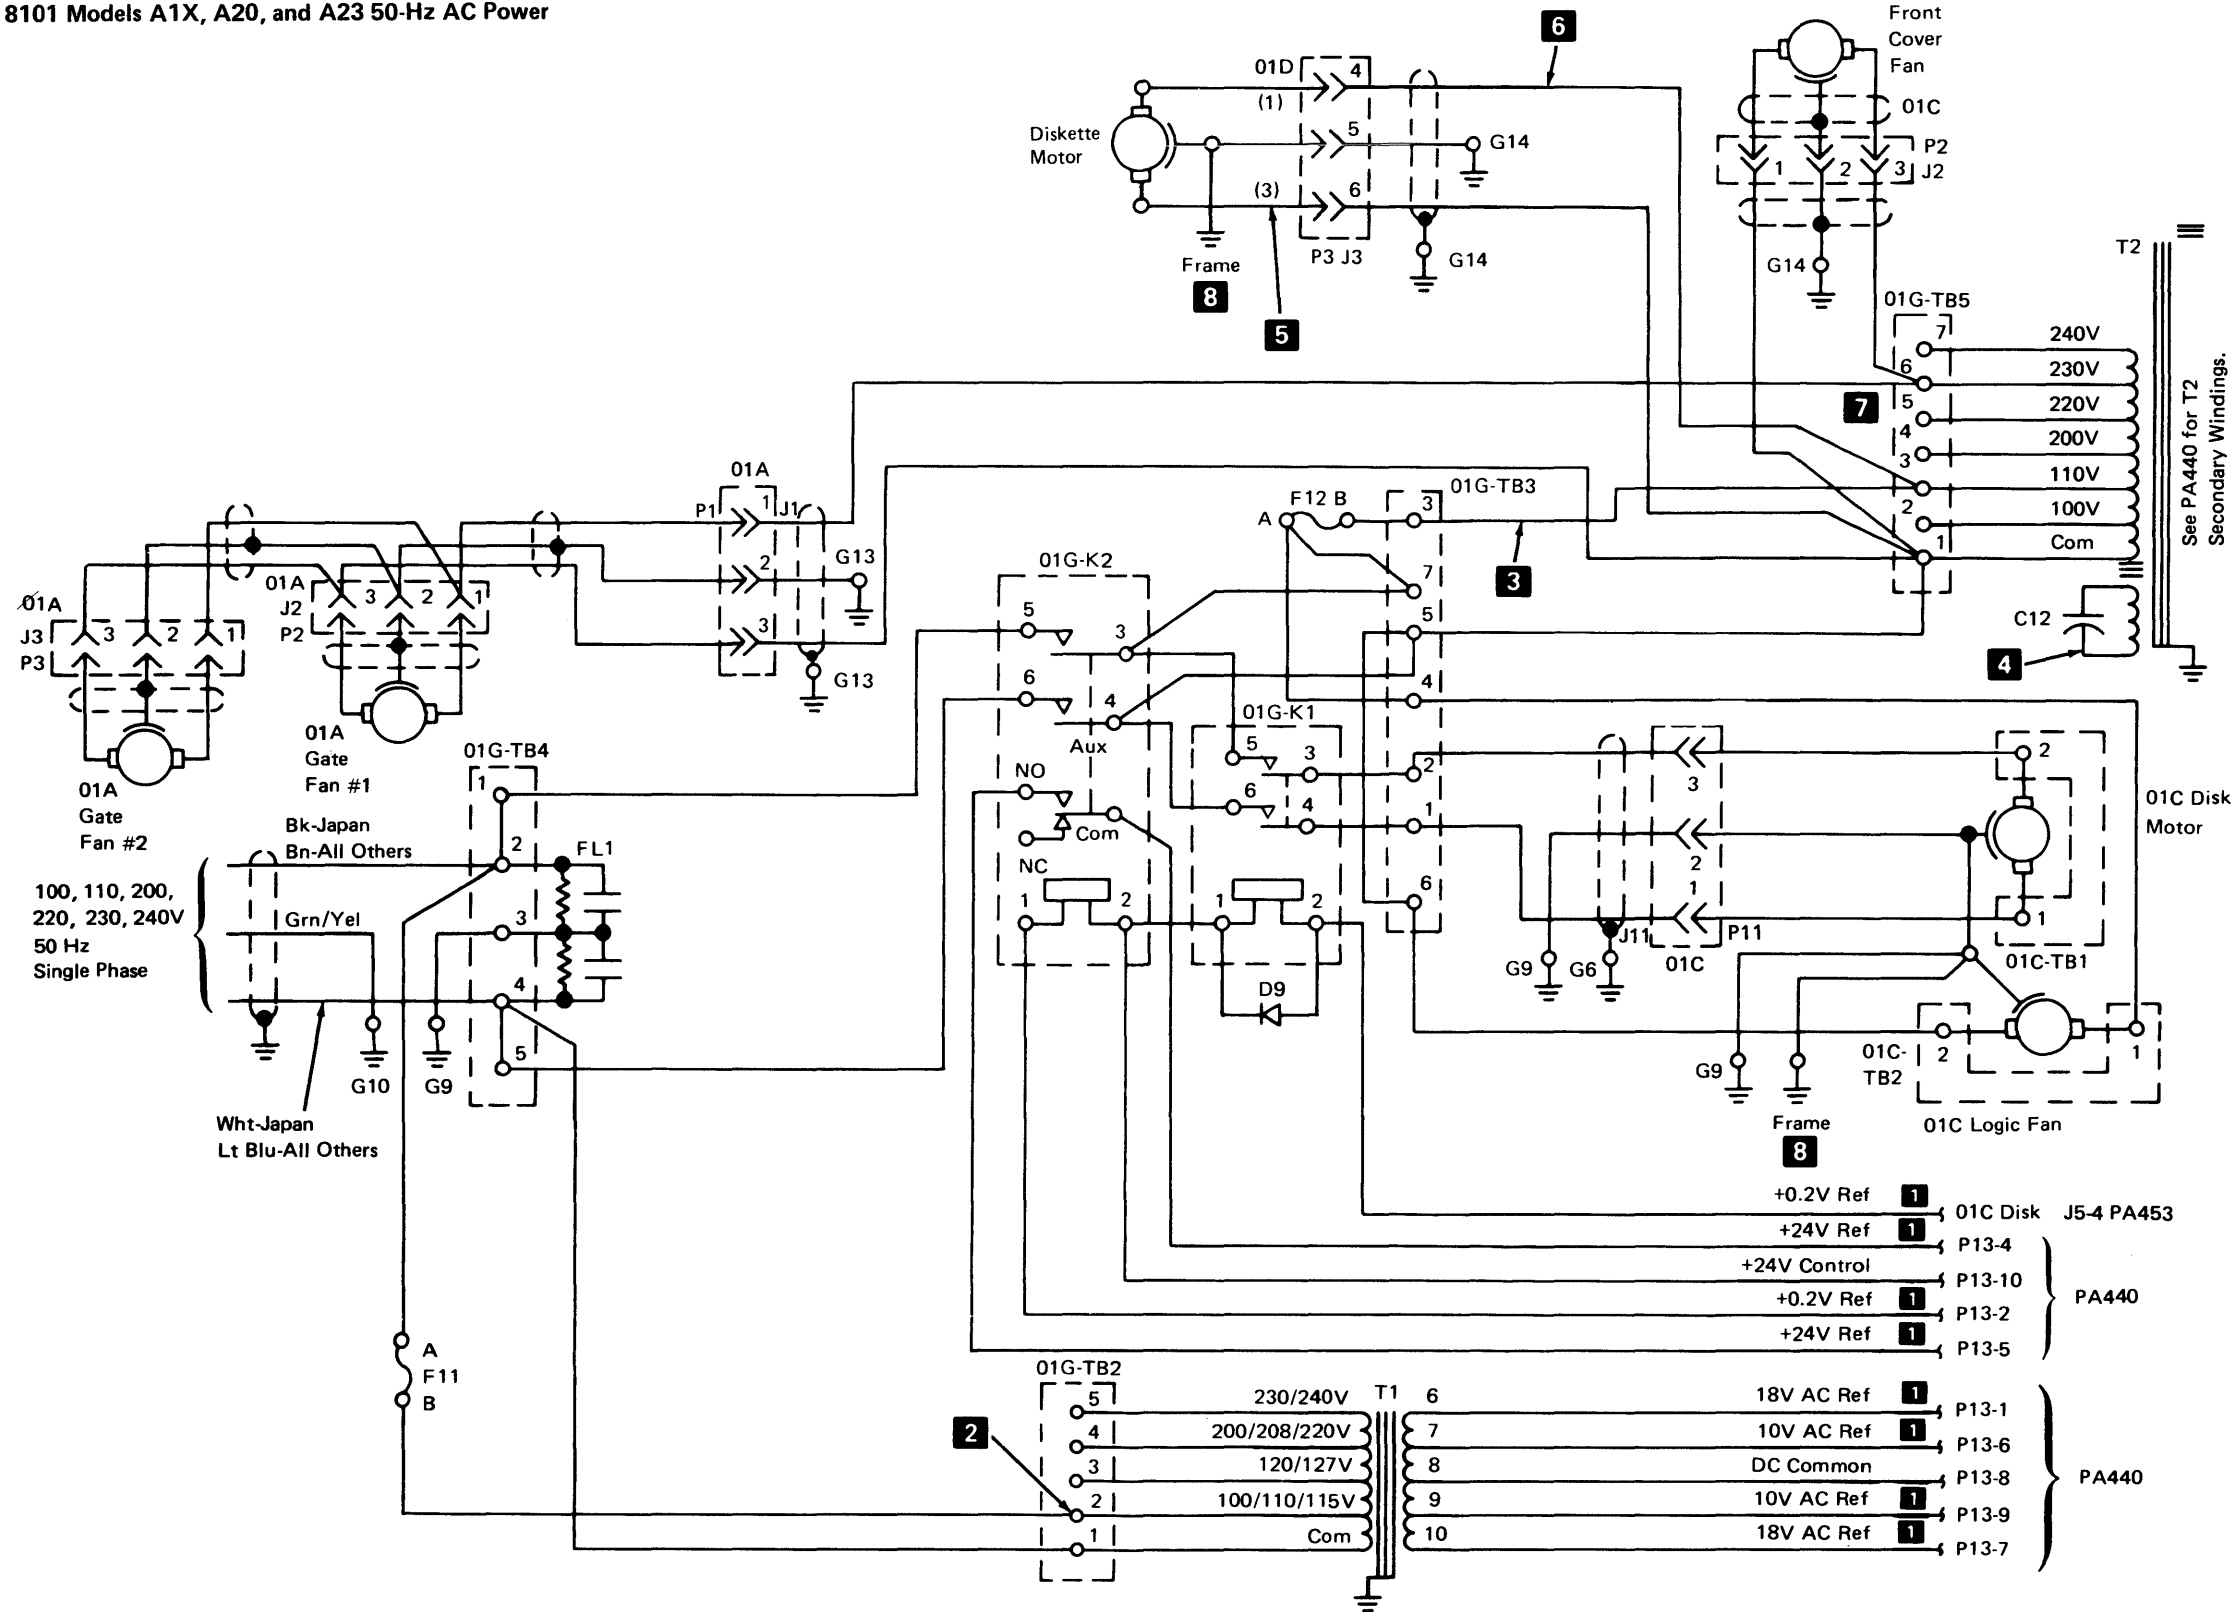 8101 Models A1X, A20, and A23 50-Hz AC Power
6
Front
Cover
Fan
01D
4
(1)
Diskette
Motor
5
G14
(3)
6
P3 J3
G14
Frame
8
5
01C
P2
J2
1
2
3
G14
T2
01G-TB5
7
240V
6
230V
7
5
220V
4
200V
3
110V
2
100V
1
Com
See PA440 for T2
Secondary Windings.
C12
4
01A
P1
1
J1
2
G13
3
G13
01A
J2
P2
3
2
1
01A
J3
P3
3
2
1
01A
Gate
Fan #1
01A
Gate
Fan #2
F12 B
A
01G-TB3
3
3
7
5
4
2
1
6
01G-K2
5
3
6
4
Aux
NO
Com
NC
1
2
01G-K1
5
3
6
4
1
2
D9
01G-TB4
1
2
3
4
5
FL1
Bk-Japan
Bn-All Others
100, 110, 200,
220, 230, 240V
50 Hz
Single Phase
Grn/Yel
G10
G9
Wht-Japan
Lt Blu-All Others
3
2
1
J11
P11
01C
G9
G6
2
01C Disk
Motor
1
01C-TB1
G9
01C-
TB2
2
1
Frame
8
01C Logic Fan
+0.2V Ref
1
01C Disk
J5-4 PA453
+24V Ref
1
P13-4
+24V Control
P13-10
+0.2V Ref
1
P13-2
PA440
+24V Ref
1
P13-5
A
F11
B
01G-TB2
2
5
230/240V
T1
6
18V AC Ref
1
P13-1
4
200/208/220V
7
10V AC Ref
1
P13-6
3
120/127V
8
DC Common
P13-8
PA440
2
100/110/115V
9
10V AC Ref
1
P13-9
1
Com
10
18V AC Ref
1
P13-7